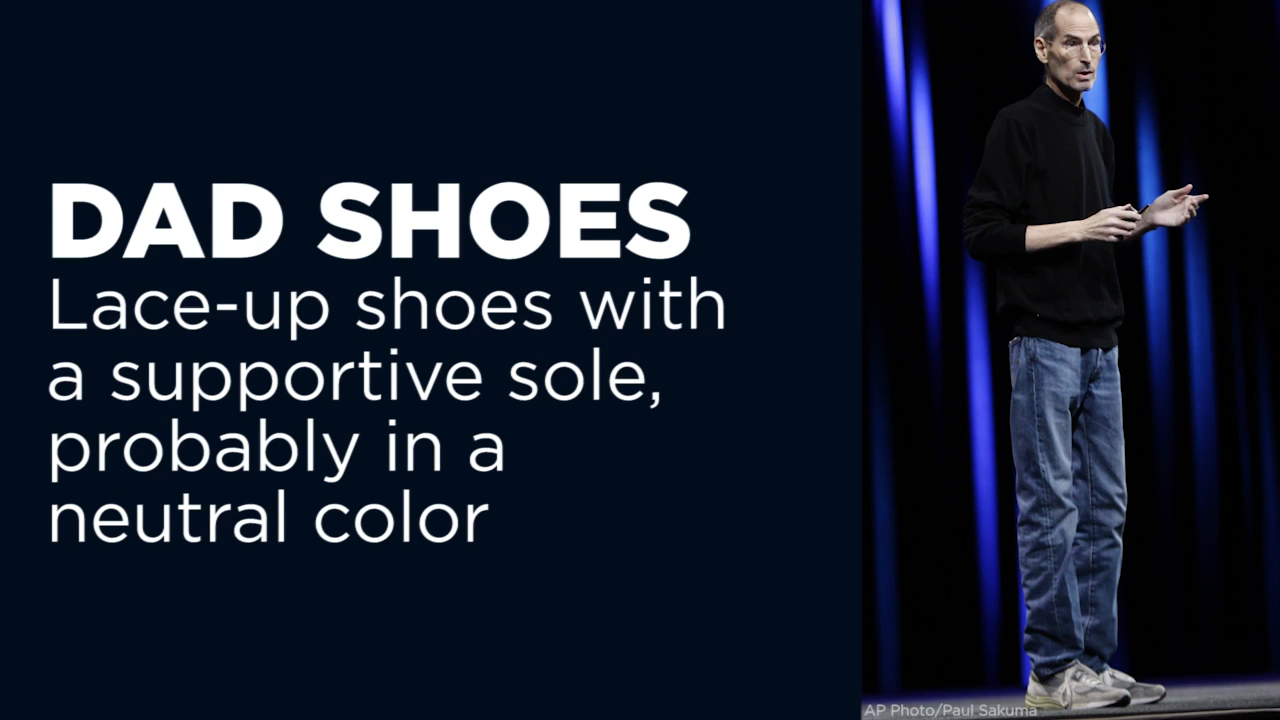 DAD SHOES
Lace-up shoes with
a supportive sole,
probably in a
neutral color
AP Photo/Paul Sakuma